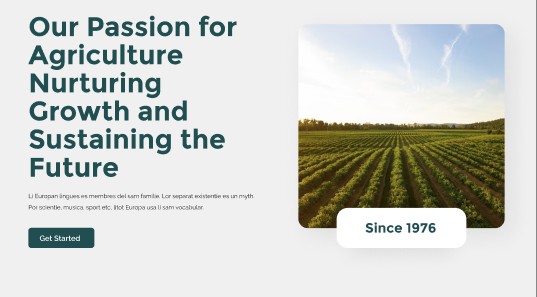 Our Passion for
Agriculture
Nurturing
Growth and
Sustaining the
Future
Li Europan lingues es membres del sam familie. Lor separat existentie es un myth.
Por scientie, musica, sport etc, litot Europa usa li sam vocabular.
Get Started
Since 1976